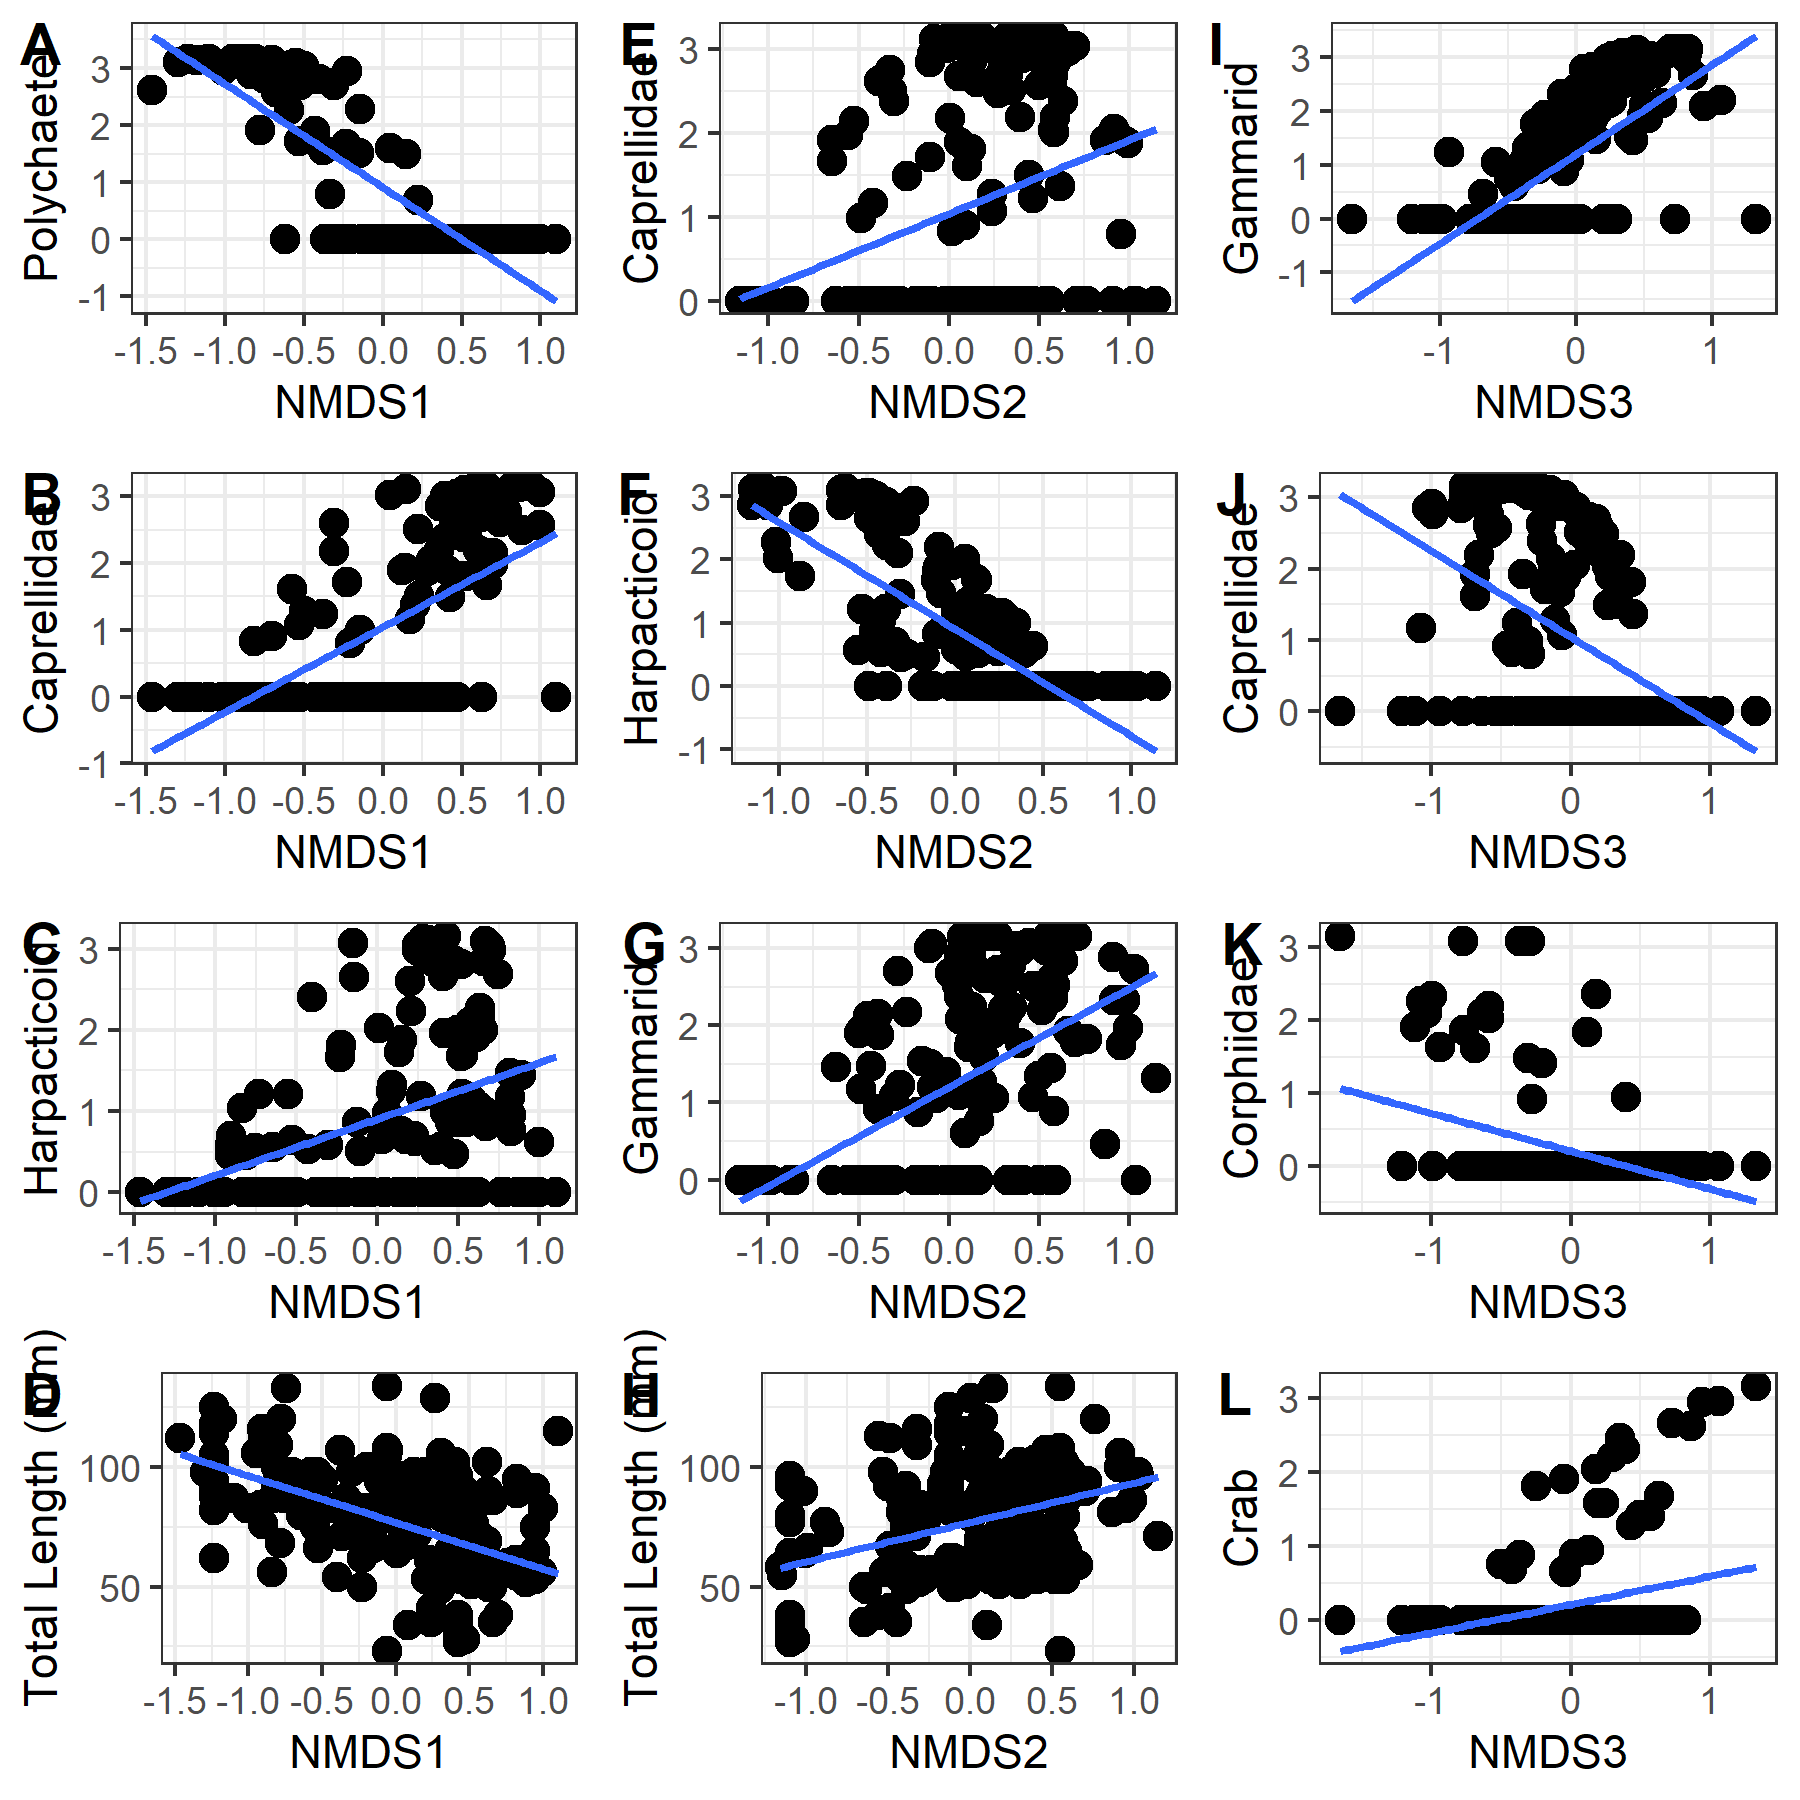 A
Polychaete
3
2
1
0
-1
-1.5 -1.0 -0.5 0.0 0.5 1.0
NMDS1
E
Caprellidae
3
2
1
0
-1.0 -0.5 0.0 0.5 1.0
NMDS2
I
Gammarid
3
2
1
0
-1
-1 0 1
NMDS3
B
Caprellidae
3
2
1
0
-1
-1.5 -1.0 -0.5 0.0 0.5 1.0
NMDS1
F
Harpacticoid
3
2
1
0
-1
-1.0 -0.5 0.0 0.5 1.0
NMDS2
J
Caprellidae
3
2
1
0
-1 0 1
NMDS3
C
Harpacticoid
3
2
1
0
-1.5 -1.0 -0.5 0.0 0.5 1.0
NMDS1
G
Gammarid
3
2
1
0
-1.0 -0.5 0.0 0.5 1.0
NMDS2
K
Corphiidae
3
2
1
0
-1 0 1
NMDS3
D
Total Length (mm)
100
50
-1.5 -1.0 -0.5 0.0 0.5 1.0
NMDS1
H
Total Length (mm)
100
50
-1.0 -0.5 0.0 0.5 1.0
NMDS2
L
Crab
3
2
1
0
-1 0 1
NMDS3